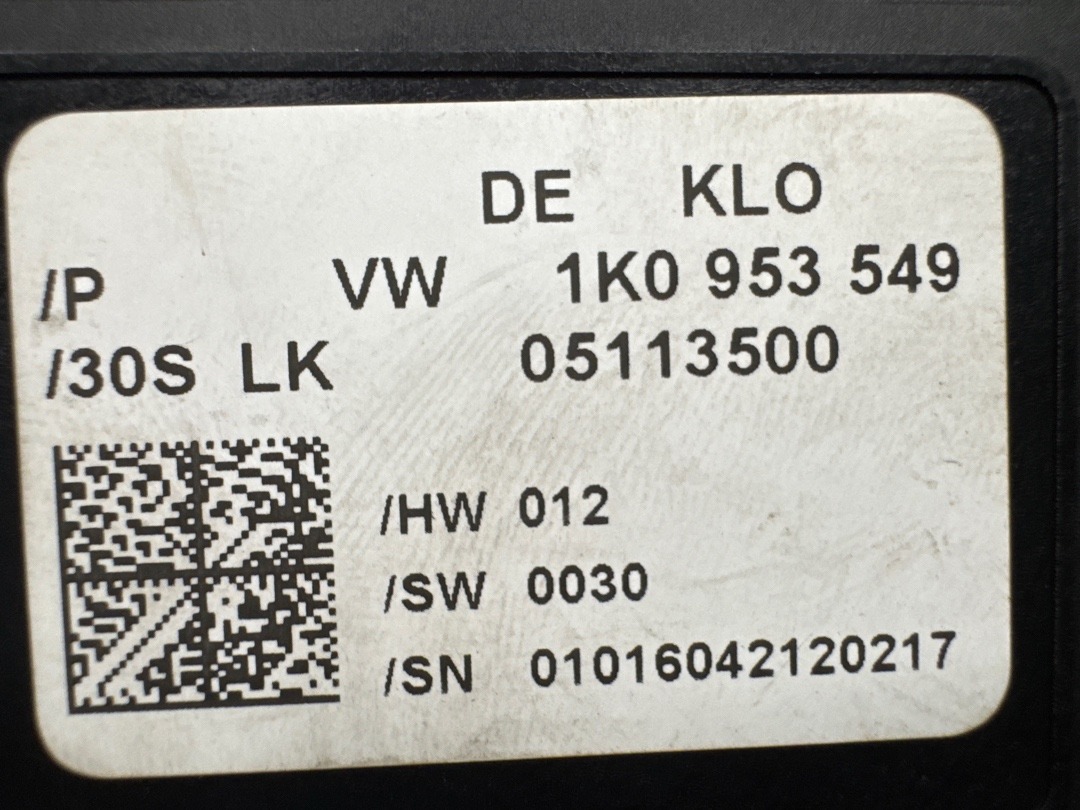 DE KLO
/P VW 1K0 953 549
/30S LK 05113500
/HW 012
/SW 0030
/SN 01016042120217